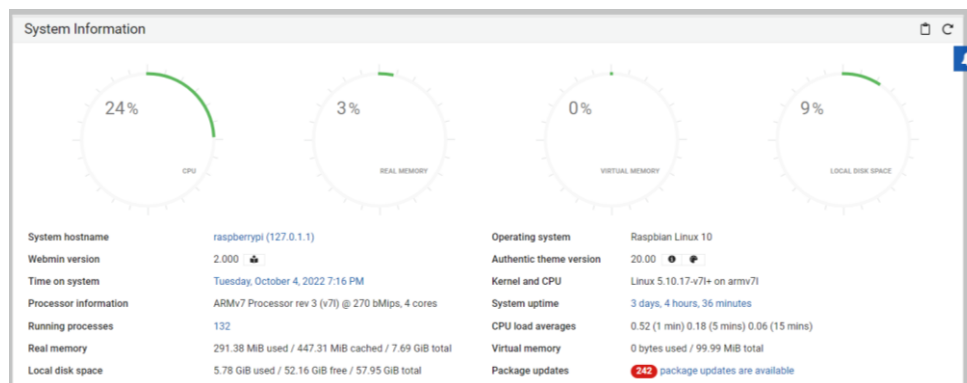 System Information
24%
CPU
3%
REAL MEMORY
0%
VIRTUAL MEMORY
9%
LOCAL DISK SPACE
System hostname raspberrypi (127.0.1.1) Operating system Raspbian Linux 10
Webmin version 2.000 Authentic theme version 20.00
Time on system Tuesday, October 4, 2022 7:16 PM Kernel and CPU Linux 5.10.17-v7l+ on armv7l
Processor information ARMv7 Processor rev 3 (v7l) @ 270 bMips, 4 cores System uptime 3 days, 4 hours, 36 minutes
Running processes 132 CPU load averages 0.52 (1 min) 0.18 (5 mins) 0.06 (15 mins)
Real memory 291.38 MiB used / 447.31 MiB cached / 7.69 GiB total Virtual memory 0 bytes used / 99.99 MiB total
Local disk space 5.78 GiB used / 52.16 GiB free / 57.95 GiB total Package updates 242 package updates are available